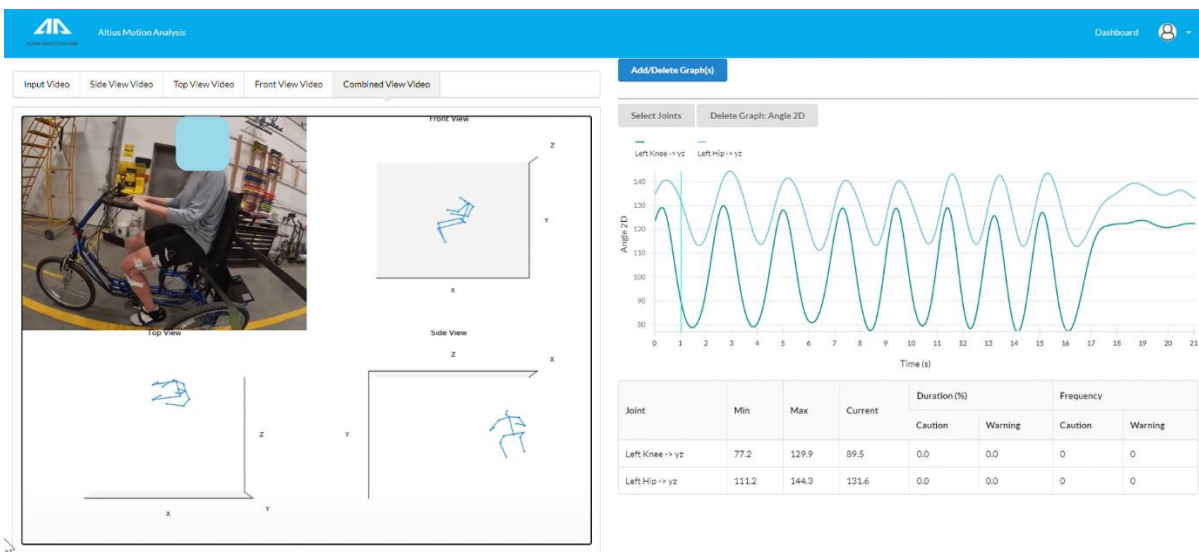 Altius Motion Analysis
Dashboard
Input Video
Side View Video
Top View Video
Front View Video
Combined View Video
Front View
Z
Y
X
Top View
Z
X
Y
Side View
Z
X
Y
Add/Delete Graph(s)
Select Joints
Delete Graph: Angle 2D
Left Knee -> yz
Left Hip -> yz
Angle 2D
140
130
120
110
100
90
80
0 1 2 3 4 5 6 7 8 9 10 11 12 13 14 15 16 17 18 19 20 21
Time (s)
Joint Min Max Current Duration (%) Frequency
Caution Warning Caution Warning
Left Knee -> yz 77.2 129.9 89.5 0.0 0.0 0 0
Left Hip -> yz 111.2 144.3 131.6 0.0 0.0 0 0